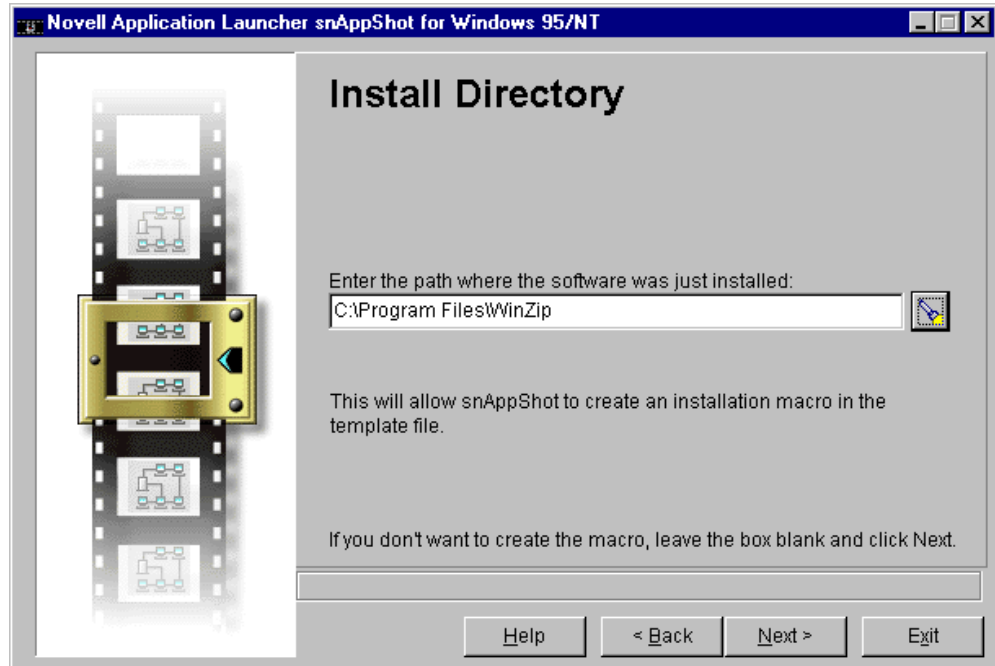 Novell Application Launcher snAppShot for Windows 95/NT
Install Directory
Enter the path where the software was just installed:
C:\Program Files\WinZip
This will allow snAppShot to create an installation macro in the
template file.
If you don't want to create the macro, leave the box blank and click Next.
Help
< Back
Next >
Exit